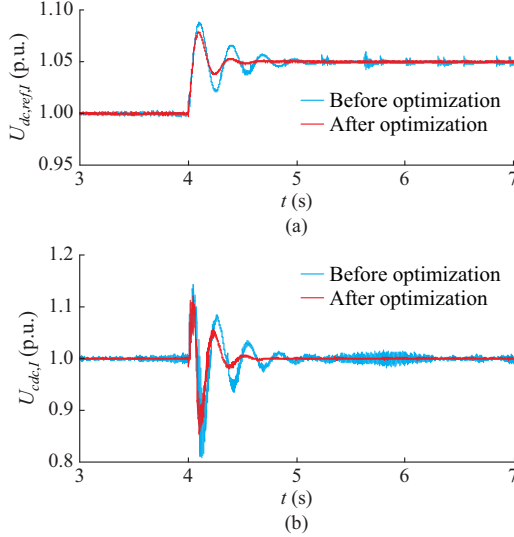 1.10
1.05
1.00
0.95
U_{dc,ref,I} (p.u.)
Before optimization
After optimization
3 4 5 6 7
t (s)
(a)
1.2
1.1
1.0
0.9
0.8
U_{cdc,I} (p.u.)
Before optimization
After optimization
3 4 5 6 7
t (s)
(b)